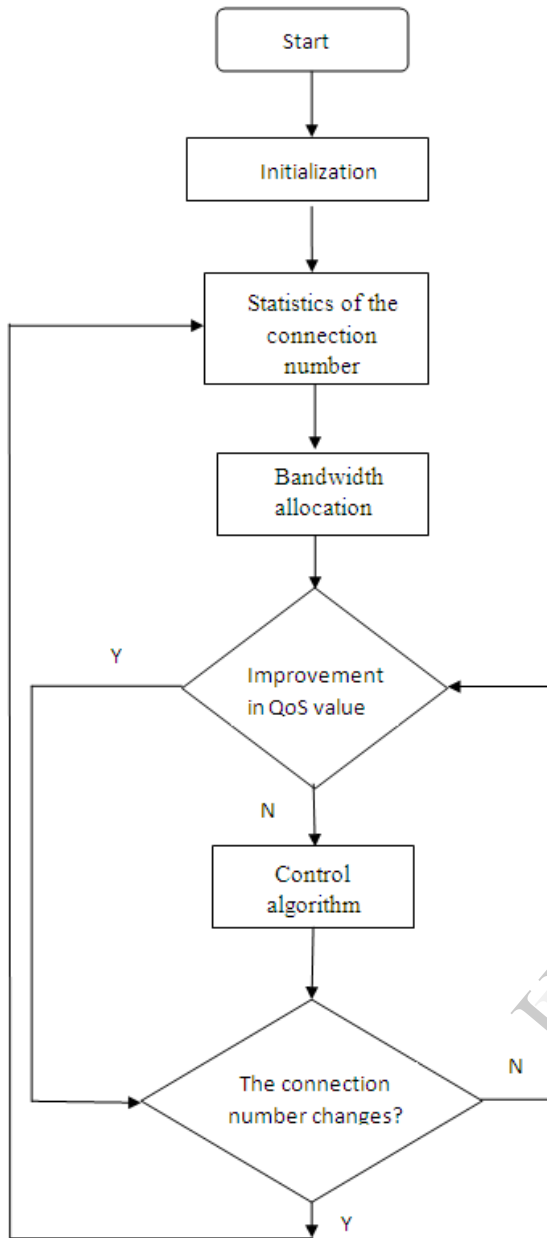 Start
Initialization
Statistics of the
connection
number
Bandwidth
allocation
Y
Improvement
in QoS value
N
Control
algorithm
The connection
number changes?
N
Y